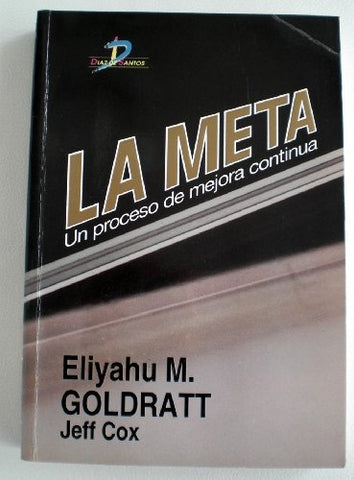 DIAZ DE SANTOS
LA META
Un proceso de mejora continua
Eliyahu M.
GOLDRATT
Jeff Cox